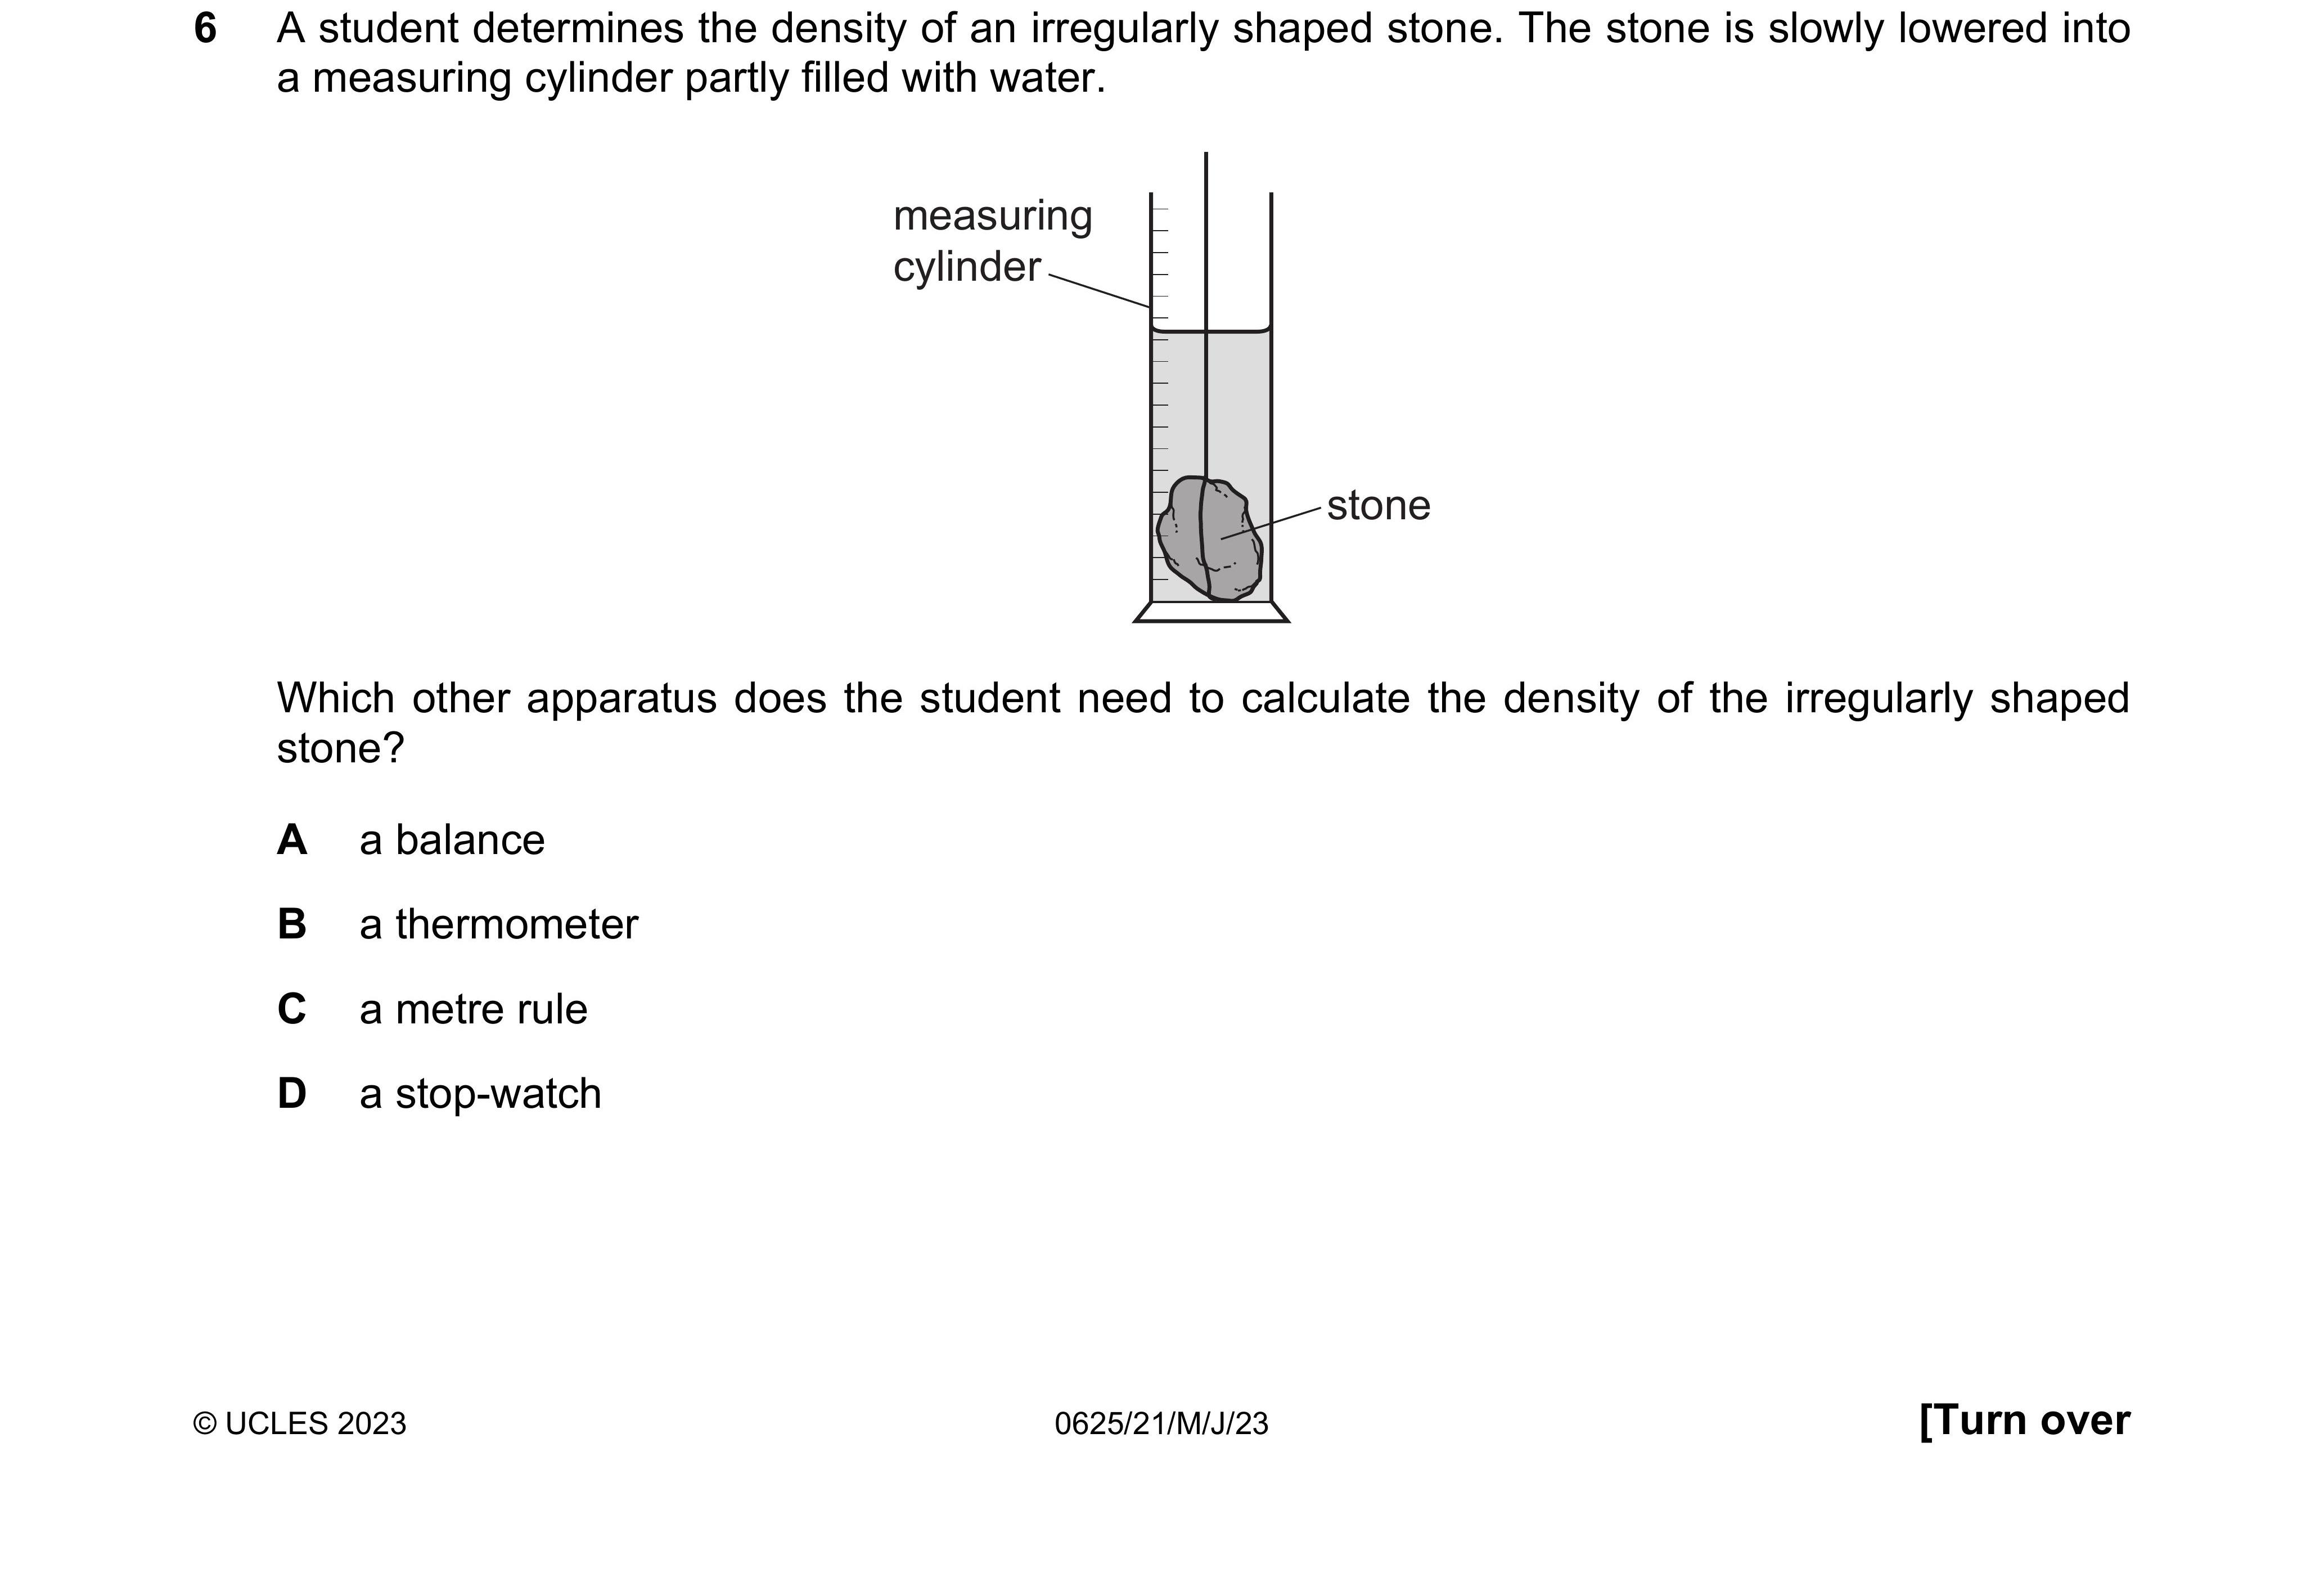 6 A student determines the density of an irregularly shaped stone. The stone is slowly lowered into
a measuring cylinder partly filled with water.
measuring
cylinder
stone
Which other apparatus does the student need to calculate the density of the irregularly shaped
stone?
A a balance
B a thermometer
C a metre rule
D a stop-watch
© UCLES 2023 0625/21/M/J/23 [Turn over